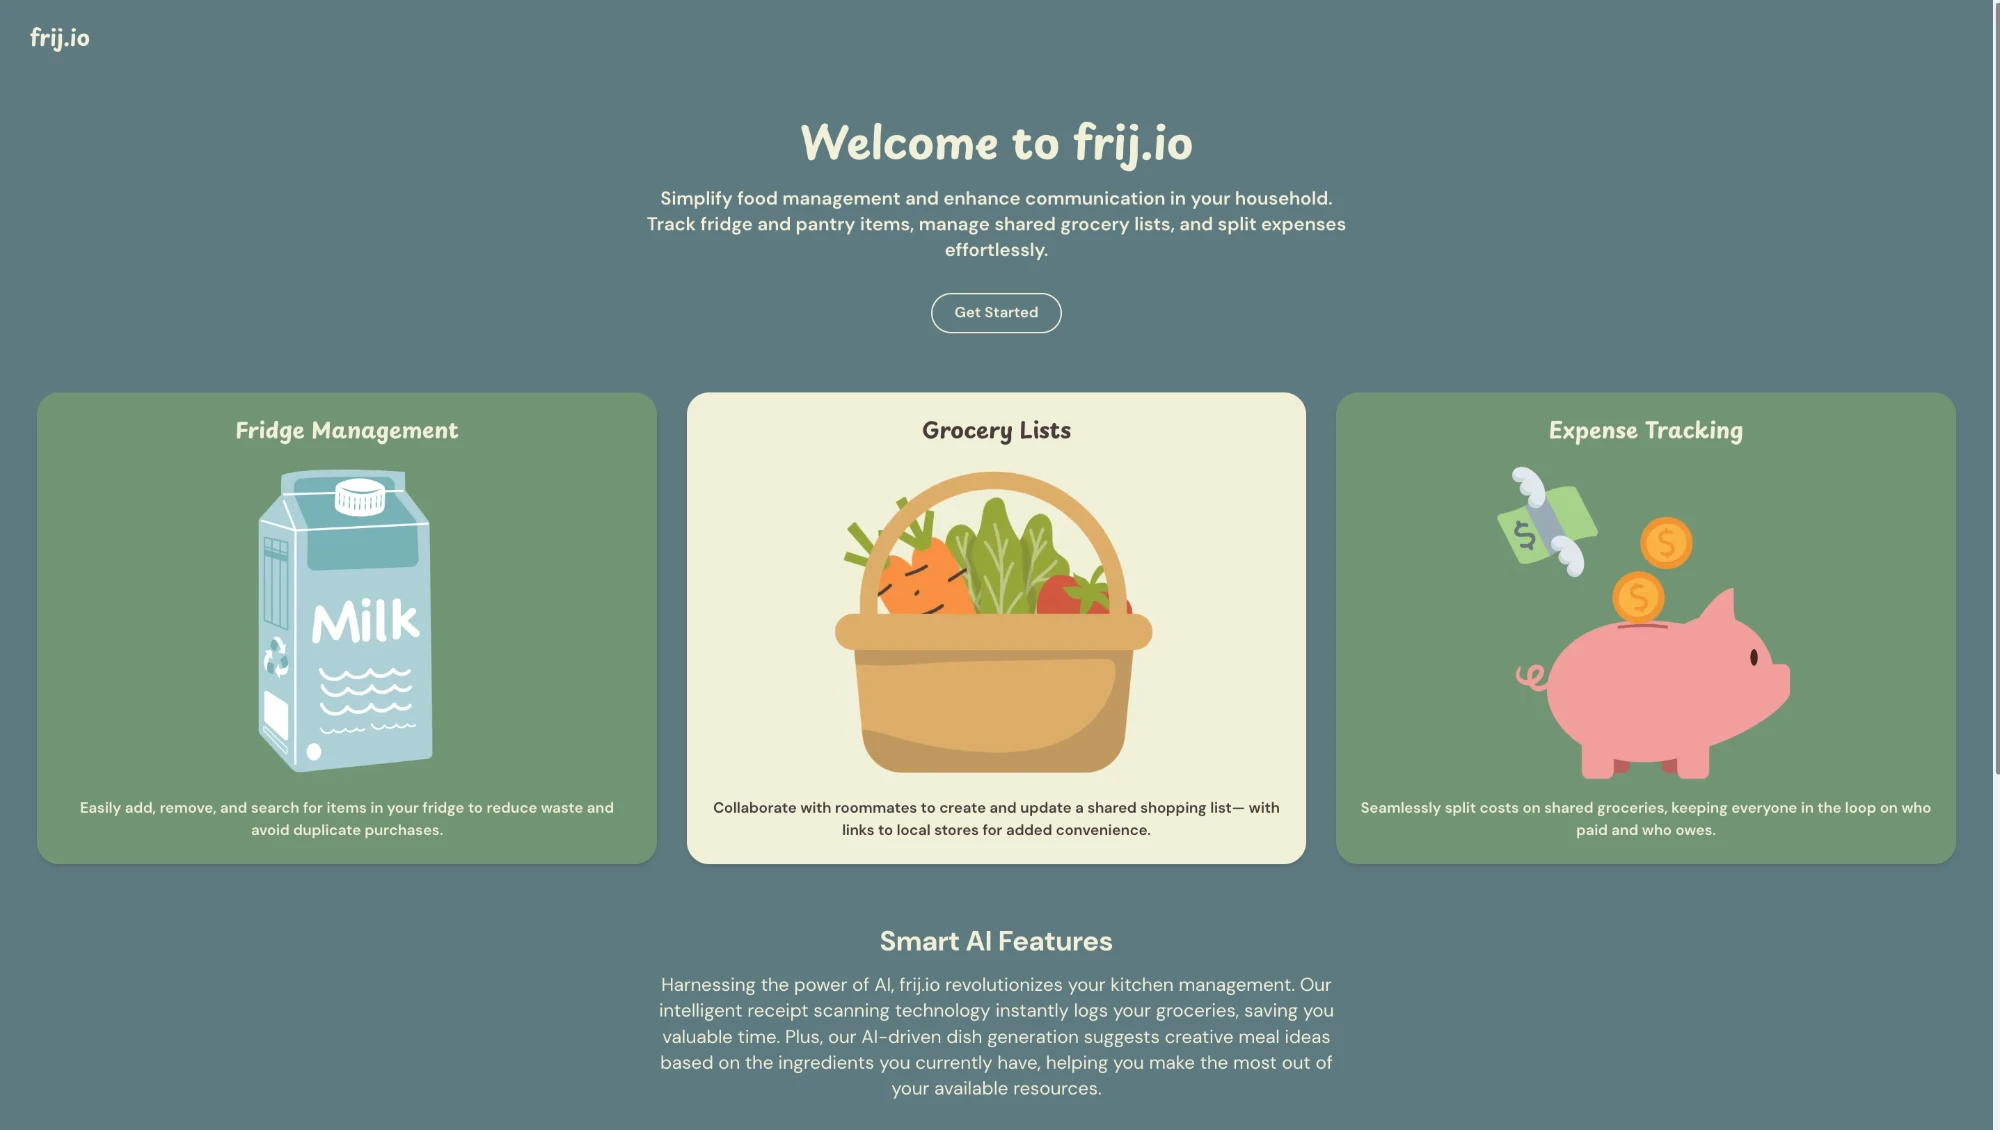 frij.io
Welcome to frij.io
Simplify food management and enhance communication in your household.
Track fridge and pantry items, manage shared grocery lists, and split expenses
effortlessly.
Get Started
Fridge Management
Milk
Easily add, remove, and search for items in your fridge to reduce waste and
avoid duplicate purchases.
Grocery Lists
Collaborate with roommates to create and update a shared shopping list— with
links to local stores for added convenience.
Expense Tracking
$
$
$
Seamlessly split costs on shared groceries, keeping everyone in the loop on who
paid and who owes.
Smart AI Features
Harnessing the power of AI, frij.io revolutionizes your kitchen management. Our
intelligent receipt scanning technology instantly logs your groceries, saving you
valuable time. Plus, our AI-driven dish generation suggests creative meal ideas
based on the ingredients you currently have, helping you make the most out of
your available resources.